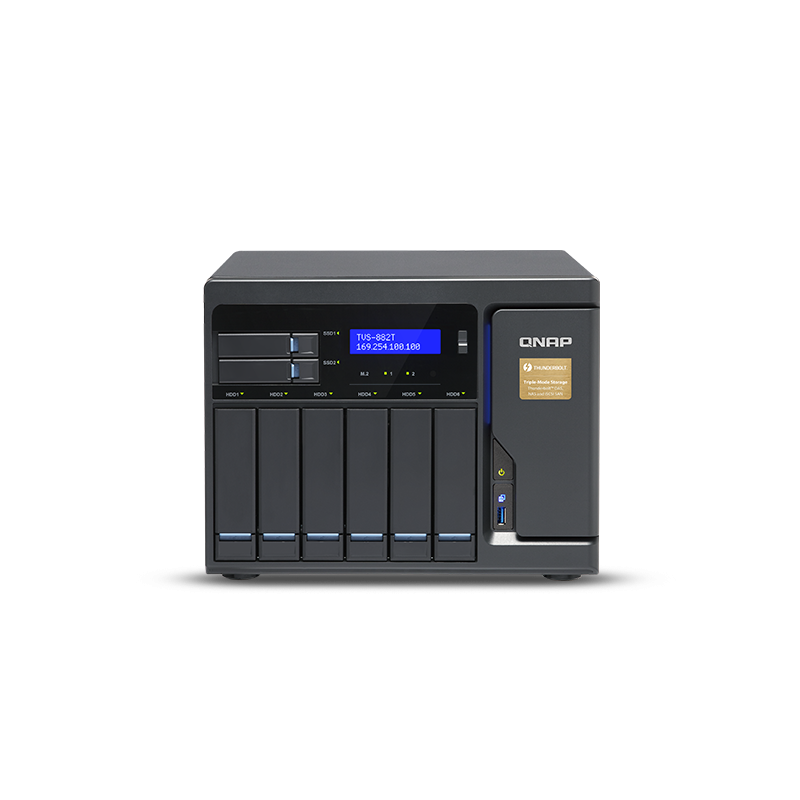 SSD1
SSD2
TVS-882T
169.254.100.100
M.2 1 2
HDD1 HDD2 HDD3 HDD4 HDD5 HDD6
QNAP
THUNDERBOLT
Triple-Mode Storage